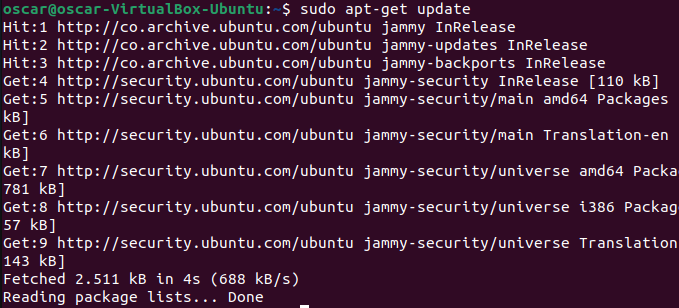 oscar@oscar-VirtualBox-Ubuntu:~$ sudo apt-get update
Hit:1 http://co.archive.ubuntu.com/ubuntu jammy InRelease
Hit:2 http://co.archive.ubuntu.com/ubuntu jammy-updates InRelease
Hit:3 http://co.archive.ubuntu.com/ubuntu jammy-backports InRelease
Get:4 http://security.ubuntu.com/ubuntu jammy-security InRelease [110 kB]
Get:5 http://security.ubuntu.com/ubuntu jammy-security/main amd64 Packages
kB]
Get:6 http://security.ubuntu.com/ubuntu jammy-security/main Translation-en
kB]
Get:7 http://security.ubuntu.com/ubuntu jammy-security/universe amd64 Packa
781 kB]
Get:8 http://security.ubuntu.com/ubuntu jammy-security/universe i386 Packag
57 kB]
Get:9 http://security.ubuntu.com/ubuntu jammy-security/universe Translation
143 kB]
Fetched 2.511 kB in 4s (688 kB/s)
Reading package lists... Done